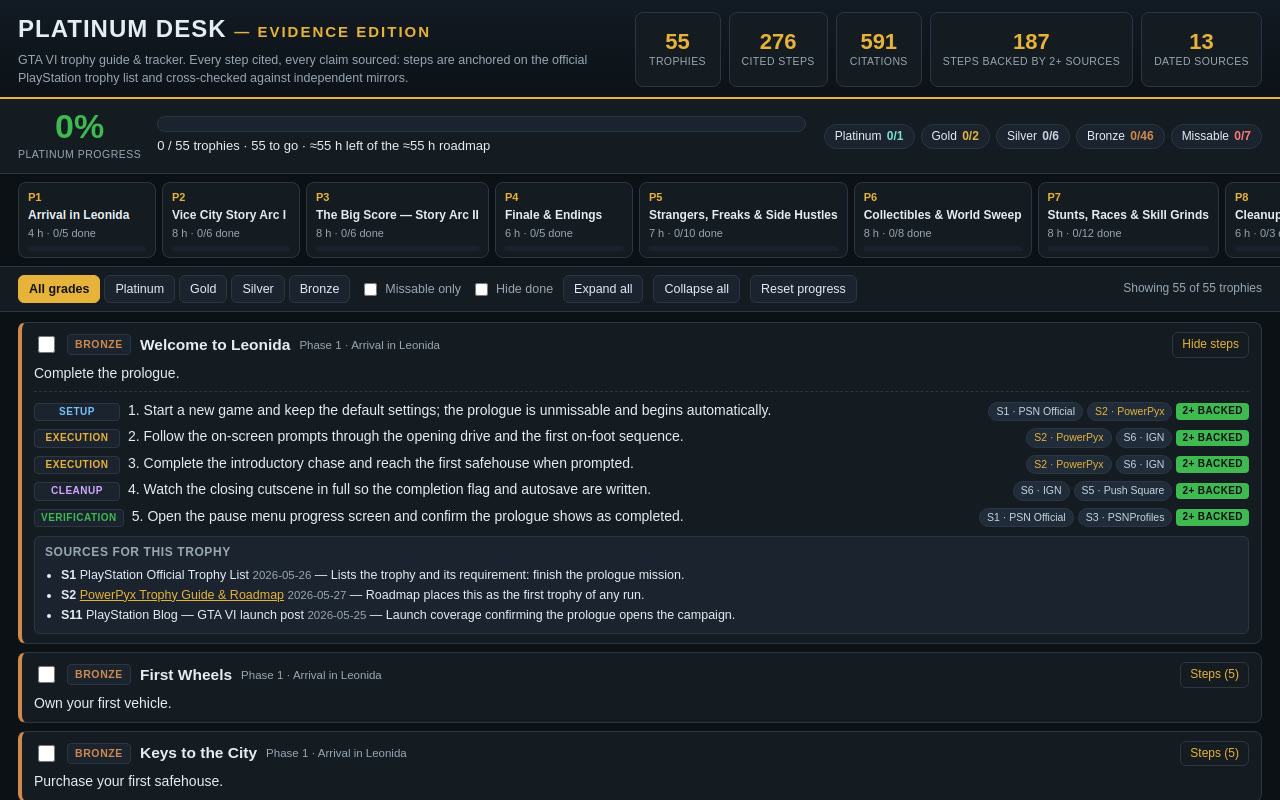 PLATINUM DESK — EVIDENCE EDITION
GTA VI trophy guide & tracker. Every step cited, every claim sourced: steps are anchored on the official
PlayStation trophy list and cross-checked against independent mirrors.
55
TROPHIES
276
CITED STEPS
591
CITATIONS
187
STEPS BACKED BY 2+ SOURCES
13
DATED SOURCES
0%
PLATINUM PROGRESS
0 / 55 trophies · 55 to go · ≈55 h left of the ≈55 h roadmap
Platinum 0/1
Gold 0/2
Silver 0/6
Bronze 0/46
Missable 0/7
P1
Arrival in Leonida
4 h · 0/5 done
P2
Vice City Story Arc I
8 h · 0/6 done
P3
The Big Score — Story Arc II
8 h · 0/6 done
P4
Finale & Endings
6 h · 0/5 done
P5
Strangers, Freaks & Side Hustles
7 h · 0/10 done
P6
Collectibles & World Sweep
8 h · 0/8 done
P7
Stunts, Races & Skill Grinds
8 h · 0/12 done
P8
Cleanup
6 h · 0/3
All grades Platinum Gold Silver Bronze Missable only Hide done Expand all Collapse all Reset progress Showing 55 of 55 trophies
BRONZE Welcome to Leonida Phase 1 · Arrival in Leonida Hide steps
Complete the prologue.
SETUP 1. Start a new game and keep the default settings; the prologue is unmissable and begins automatically. S1 · PSN Official S2 · PowerPyx 2+ BACKED
EXECUTION 2. Follow the on-screen prompts through the opening drive and the first on-foot sequence. S2 · PowerPyx S6 · IGN 2+ BACKED
EXECUTION 3. Complete the introductory chase and reach the first safehouse when prompted. S2 · PowerPyx S6 · IGN 2+ BACKED
CLEANUP 4. Watch the closing cutscene in full so the completion flag and autosave are written. S6 · IGN S5 · Push Square 2+ BACKED
VERIFICATION 5. Open the pause menu progress screen and confirm the prologue shows as completed. S1 · PSN Official S3 · PSNProfiles 2+ BACKED
SOURCES FOR THIS TROPHY
• S1 PlayStation Official Trophy List 2026-05-26 — Lists the trophy and its requirement: finish the prologue mission.
• S2 PowerPyx Trophy Guide & Roadmap 2026-05-27 — Roadmap places this as the first trophy of any run.
• S11 PlayStation Blog — GTA VI launch post 2026-05-25 — Launch coverage confirming the prologue opens the campaign.
BRONZE First Wheels Phase 1 · Arrival in Leonida Steps (5)
Own your first vehicle.
BRONZE Keys to the City Phase 1 · Arrival in Leonida Steps (5)
Purchase your first safehouse.